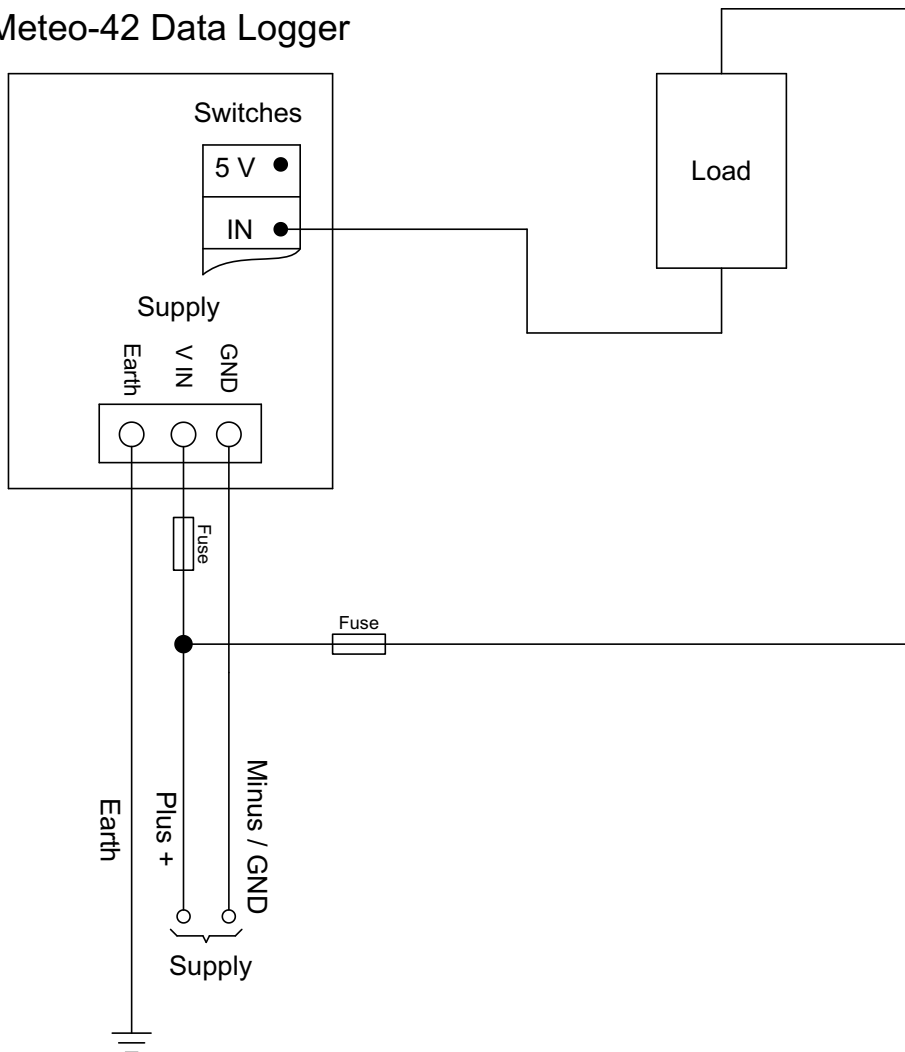 Meteo-42 Data Logger
Switches
5 V
IN
Load
Supply
Earth
V IN
GND
Fuse
Fuse
Earth
Plus +
Minus / GND
Supply